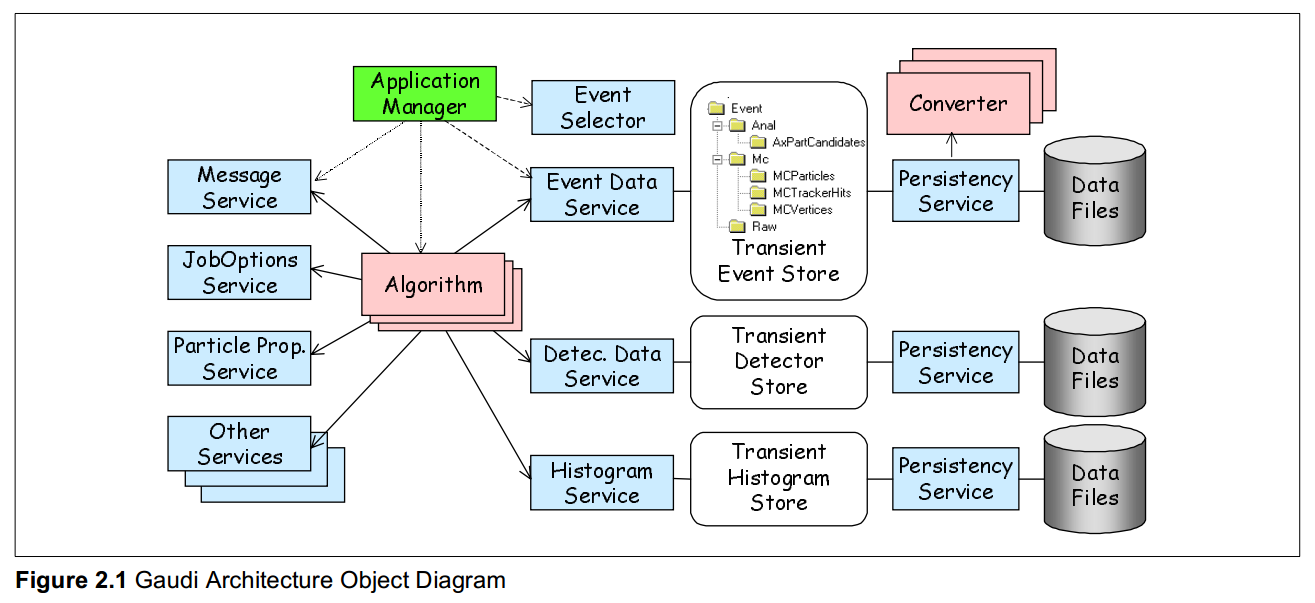 Application
Manager
Event
Selector
Converter
Event
Anal
AxPartCandidates
Mc
MCParticles
MCTrackerHits
MCVertices
Raw
Transient
Event Store
Message
Service
Event Data
Service
Persistency
Service
Data
Files
JobOptions
Service
Algorithm
Particle Prop.
Service
Detec. Data
Service
Transient
Detector
Store
Persistency
Service
Data
Files
Other
Services
Histogram
Service
Transient
Histogram
Store
Persistency
Service
Data
Files
Figure 2.1 Gaudi Architecture Object Diagram